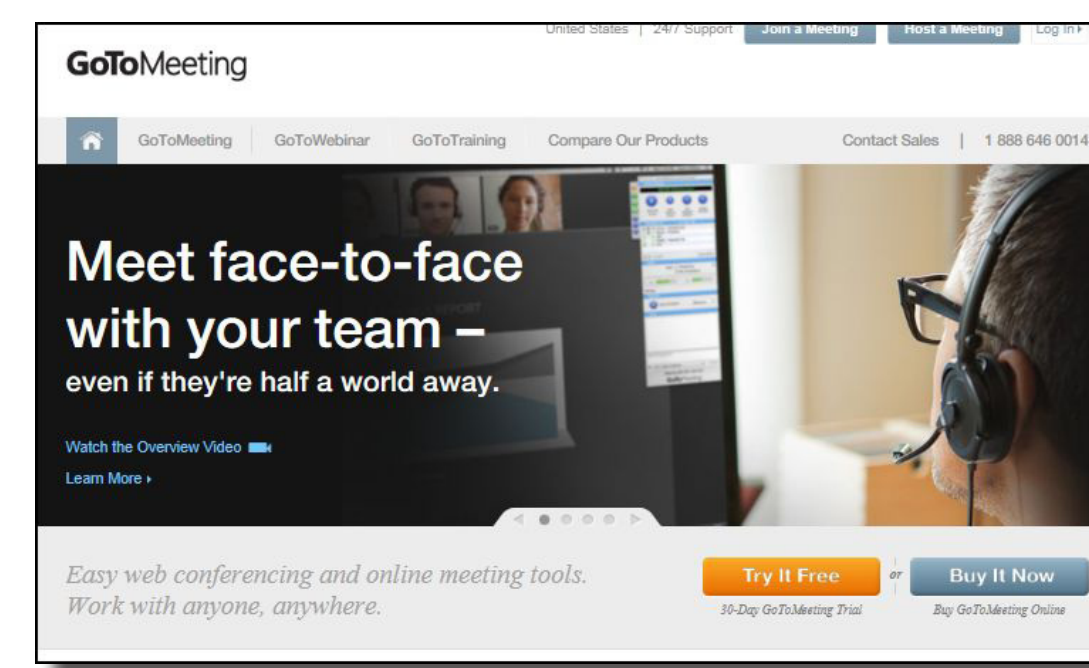 United States | 24/7 Support Join a Meeting Host a Meeting Log In
GoToMeeting
GoToMeeting GoToWebinar GoToTraining Compare Our Products Contact Sales | 1 888 646 0014
Meet face-to-face
with your team –
even if they're half a world away.
Watch the Overview Video
Learn More
Easy web conferencing and online meeting tools.
Work with anyone, anywhere.
Try It Free or Buy It Now
30-Day GoToMeeting Trial Buy GoToMeeting Online